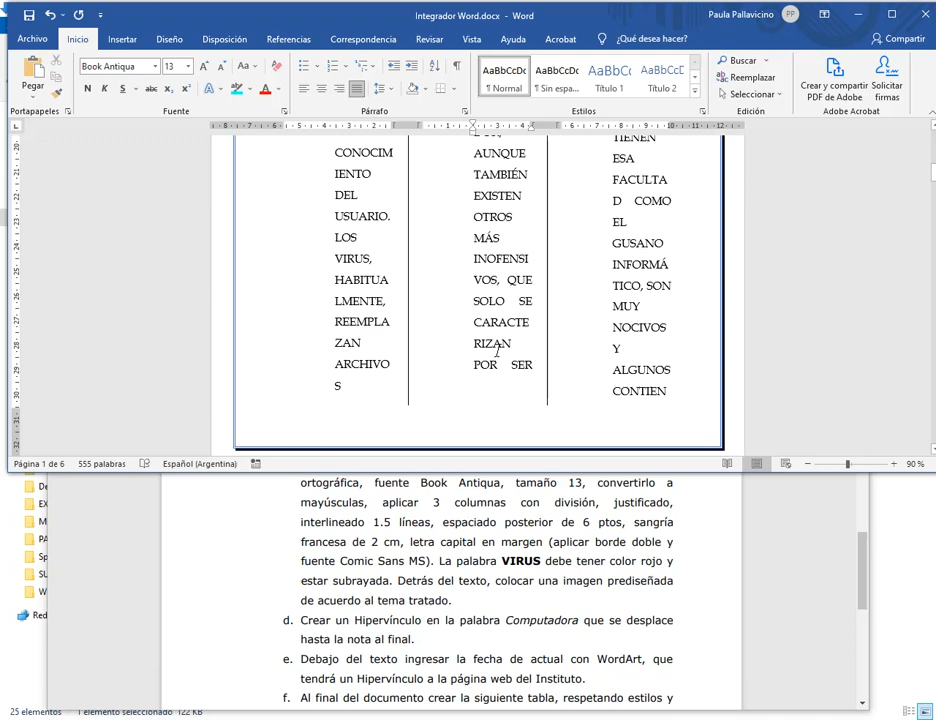 Integrador Word.docx - Word
Paula Pallavicino PP
Archivo Inicio Insertar Diseño Disposición Referencias Correspondencia Revisar Vista Ayuda Acrobat ¿Qué desea hacer? Compartir
Pegar
Book Antiqua 13
N K S abc x₂ x²
AaBbCcDc AaBbCcDc AaBbCc AaBbCcD
¶ Normal ¶ Sin espa... Título 1 Título 2
Buscar
Reemplazar
Seleccionar
Crear y compartir PDF de Adobe
Solicitar firmas
Portapapeles Fuente Párrafo Estilos Edición Adobe Acrobat
CONOCIM
IENTO
DEL
USUARIO.
LOS
VIRUS,
HABITUA
LMENTE,
REEMPLA
ZAN
ARCHIVO
S
AUNQUE
TAMBIÉN
EXISTEN
OTROS
MÁS
INOFENSI
VOS, QUE
SOLO SE
CARACTE
RIZAN
POR SER
TIENEN
ESA
FACULTA
D COMO
EL
GUSANO
INFORMÁ
TICO, SON
MUY
NOCIVOS
Y
ALGUNOS
CONTIEN
Página 1 de 6 555 palabras Español (Argentina) 90 %
ortográfica, fuente Book Antiqua, tamaño 13, convertirlo a
mayúsculas, aplicar 3 columnas con división, justificado,
interlineado 1.5 líneas, espaciado posterior de 6 ptos, sangría
francesa de 2 cm, letra capital en margen (aplicar borde doble y
fuente Comic Sans MS). La palabra VIRUS debe tener color rojo y
estar subrayada. Detrás del texto, colocar una imagen prediseñada
de acuerdo al tema tratado.
d. Crear un Hipervínculo en la palabra Computadora que se desplace
hasta la nota al final.
e. Debajo del texto ingresar la fecha de actual con WordArt, que
tendrá un Hipervínculo a la página web del Instituto.
f. Al final del documento crear la siguiente tabla, respetando estilos y
De
EX
M
PA
Sp
SU
W
Red
25 elementos 1 elemento seleccionado 122 KB